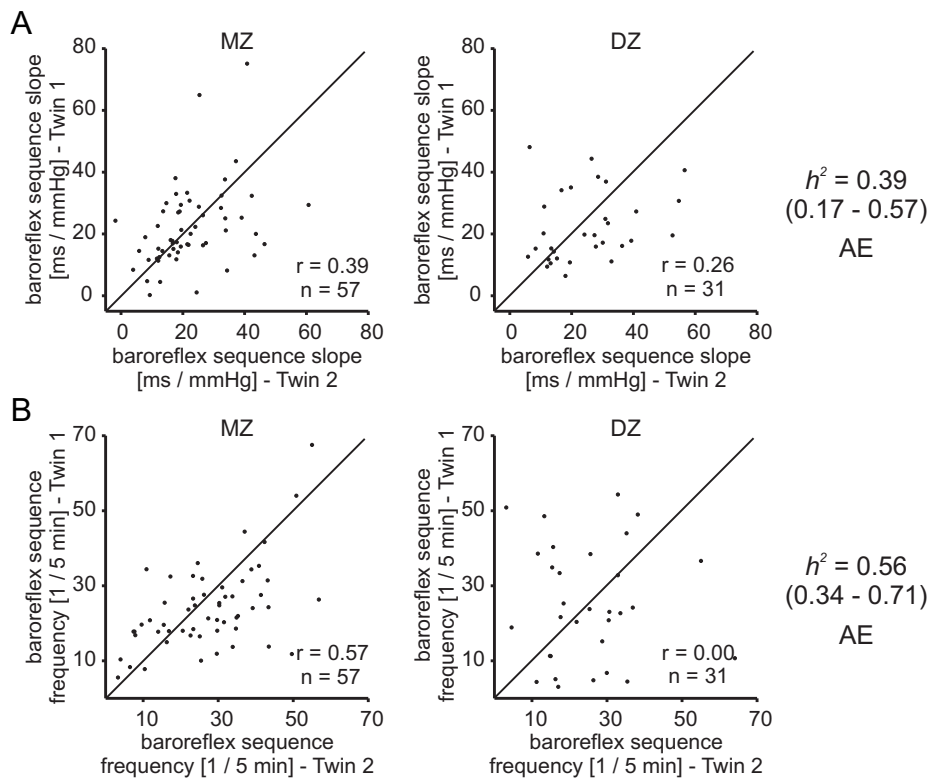 A
MZ
DZ
baroreflex sequence slope
[ms / mmHg] - Twin 1
80
60
40
20
0
r = 0.39
n = 57
0 20 40 60 80
baroreflex sequence slope
[ms / mmHg] - Twin 2
baroreflex sequence slope
[ms / mmHg] - Twin 1
80
60
40
20
0
r = 0.26
n = 31
0 20 40 60 80
baroreflex sequence slope
[ms / mmHg] - Twin 2
h² = 0.39
(0.17 - 0.57)
AE
B
MZ
DZ
baroreflex sequence
frequency [1 / 5 min] - Twin 1
70
50
30
10
r = 0.57
n = 57
10 30 50 70
baroreflex sequence
frequency [1 / 5 min] - Twin 2
baroreflex sequence
frequency [1 / 5 min] - Twin 1
70
50
30
10
r = 0.00
n = 31
10 30 50 70
baroreflex sequence
frequency [1 / 5 min] - Twin 2
h² = 0.56
(0.34 - 0.71)
AE